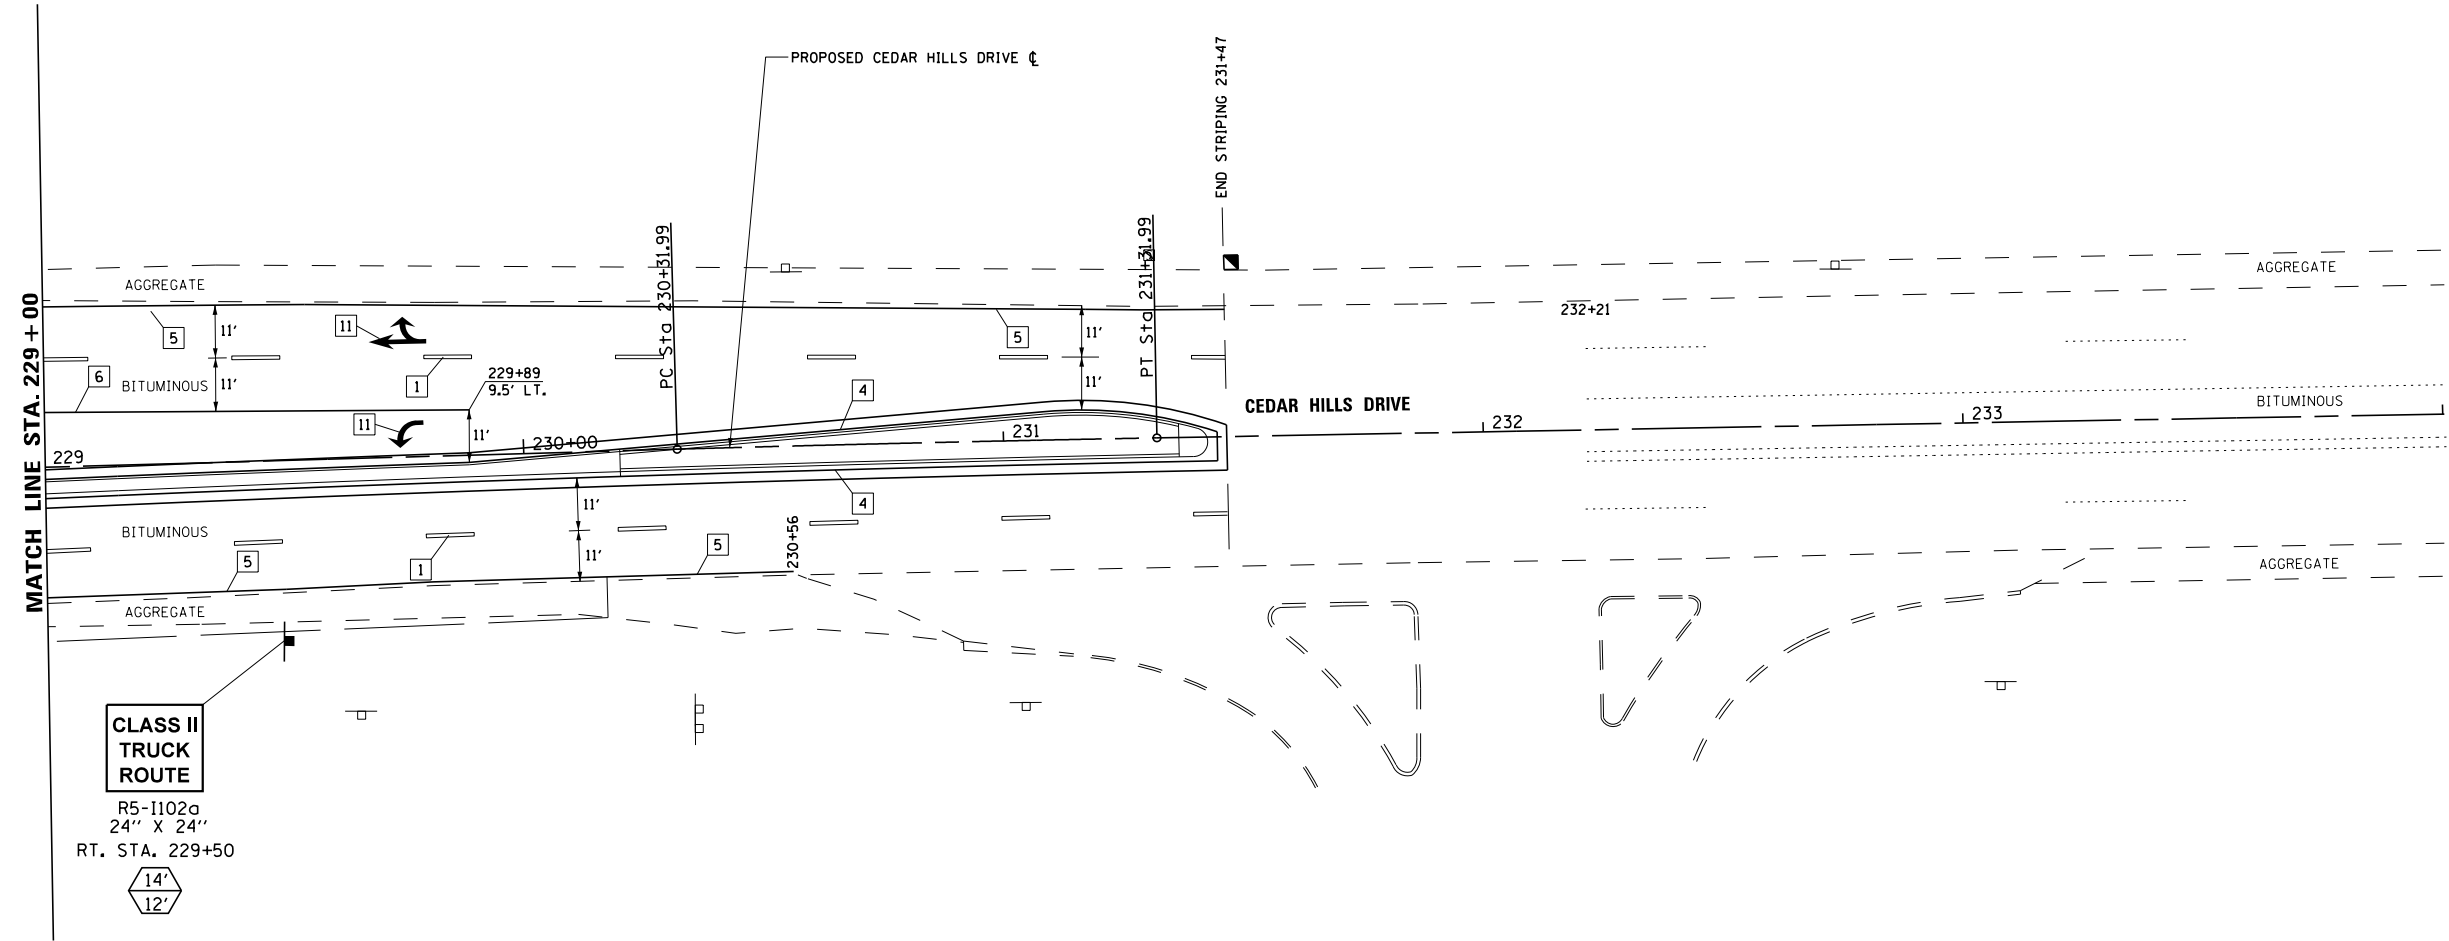 PROPOSED CEDAR HILLS DRIVE ℄
END STRIPING 231+47
PC Sta 230+31.99
PT Sta 231+31.99
MATCH LINE STA. 229 + 00
AGGREGATE
AGGREGATE
232+21
5
11'
11
5
11'
6
BITUMINOUS
11'
1
229+89
9.5' LT.
4
11'
CEDAR HILLS DRIVE
BITUMINOUS
11
11'
229
230+00
231
232
233
11'
4
BITUMINOUS
230+56
5
1
11'
5
AGGREGATE
AGGREGATE
CLASS II
TRUCK
ROUTE
R5-I102a
24'' X 24''
RT. STA. 229+50
14'
12'